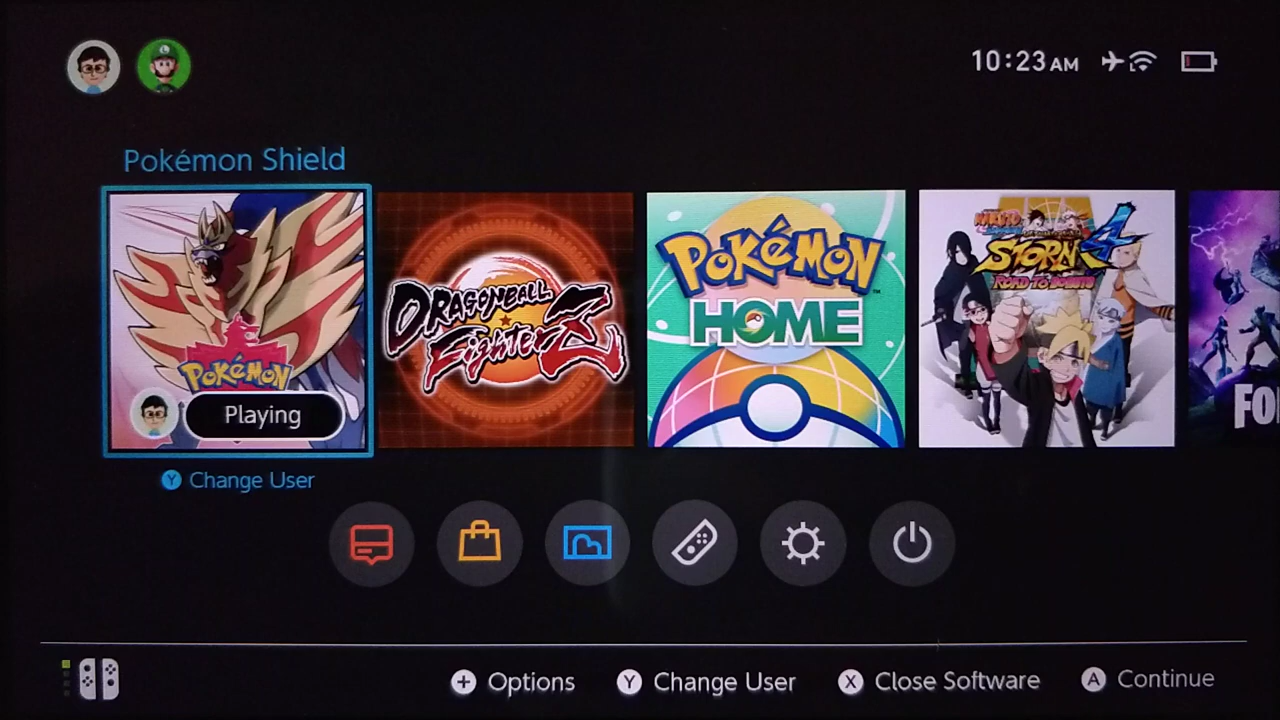 10:23 AM
Pokémon Shield
POKéMON
Playing
DRAGONBALL
FighterZ
POKéMON
HOME
NARUTO
STORM 4
ROAD TO BORUTO
FO
Y Change User
+ Options
Y Change User
X Close Software
A Continue